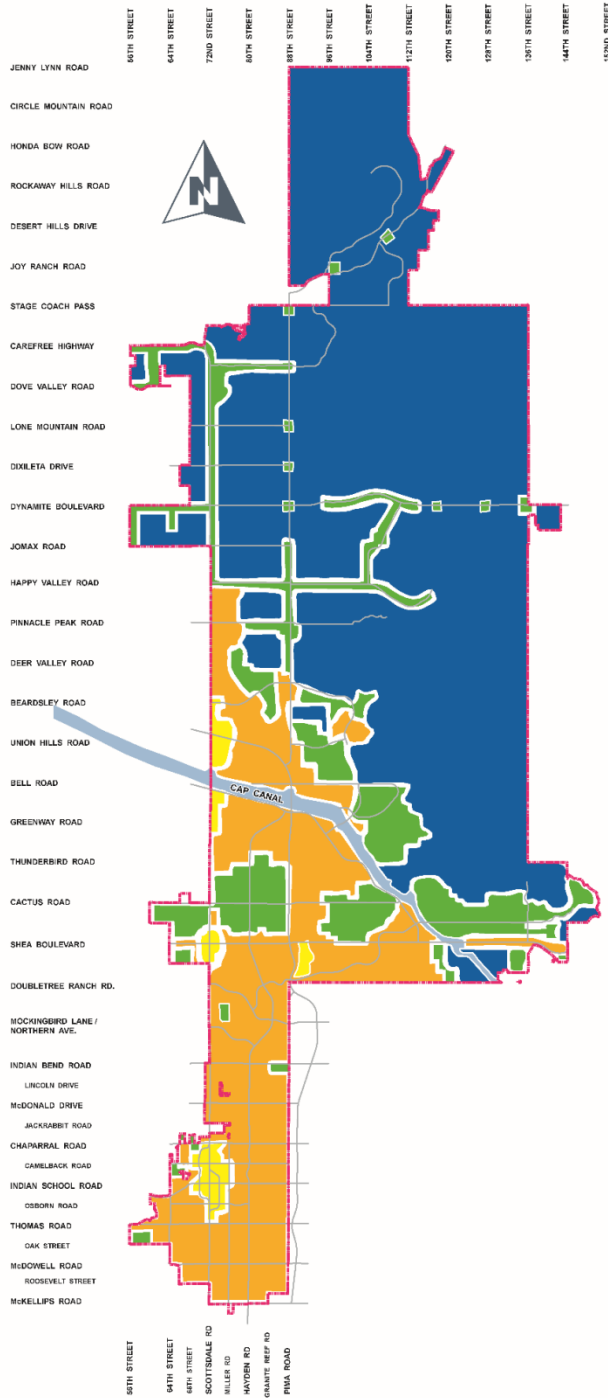 56TH STREET
64TH STREET
72ND STREET
80TH STREET
88TH STREET
96TH STREET
104TH STREET
112TH STREET
120TH STREET
128TH STREET
136TH STREET
144TH STREET
152ND STREET
JENNY LYNN ROAD
CIRCLE MOUNTAIN ROAD
HONDA BOW ROAD
N
ROCKAWAY HILLS ROAD
DESERT HILLS DRIVE
JOY RANCH ROAD
STAGE COACH PASS
CAREFREE HIGHWAY
DOVE VALLEY ROAD
LONE MOUNTAIN ROAD
DIXILETA DRIVE
DYNAMITE BOULEVARD
JOMAX ROAD
HAPPY VALLEY ROAD
PINNACLE PEAK ROAD
DEER VALLEY ROAD
BEARDSLEY ROAD
UNION HILLS ROAD
BELL ROAD
CAP CANAL
GREENWAY ROAD
THUNDERBIRD ROAD
CACTUS ROAD
SHEA BOULEVARD
DOUBLETREE RANCH RD.
MOCKINGBIRD LANE /
NORTHERN AVE.
INDIAN BEND ROAD
LINCOLN DRIVE
McDONALD DRIVE
JACKRABBIT ROAD
CHAPARRAL ROAD
CAMELBACK ROAD
INDIAN SCHOOL ROAD
OSBORN ROAD
THOMAS ROAD
OAK STREET
McDOWELL ROAD
ROOSEVELT STREET
McKELLIPS ROAD
56TH STREET
64TH STREET
68TH STREET
SCOTTSDALE RD
MILLER RD
HAYDEN RD
GRANITE REEF RD
PIMA ROAD